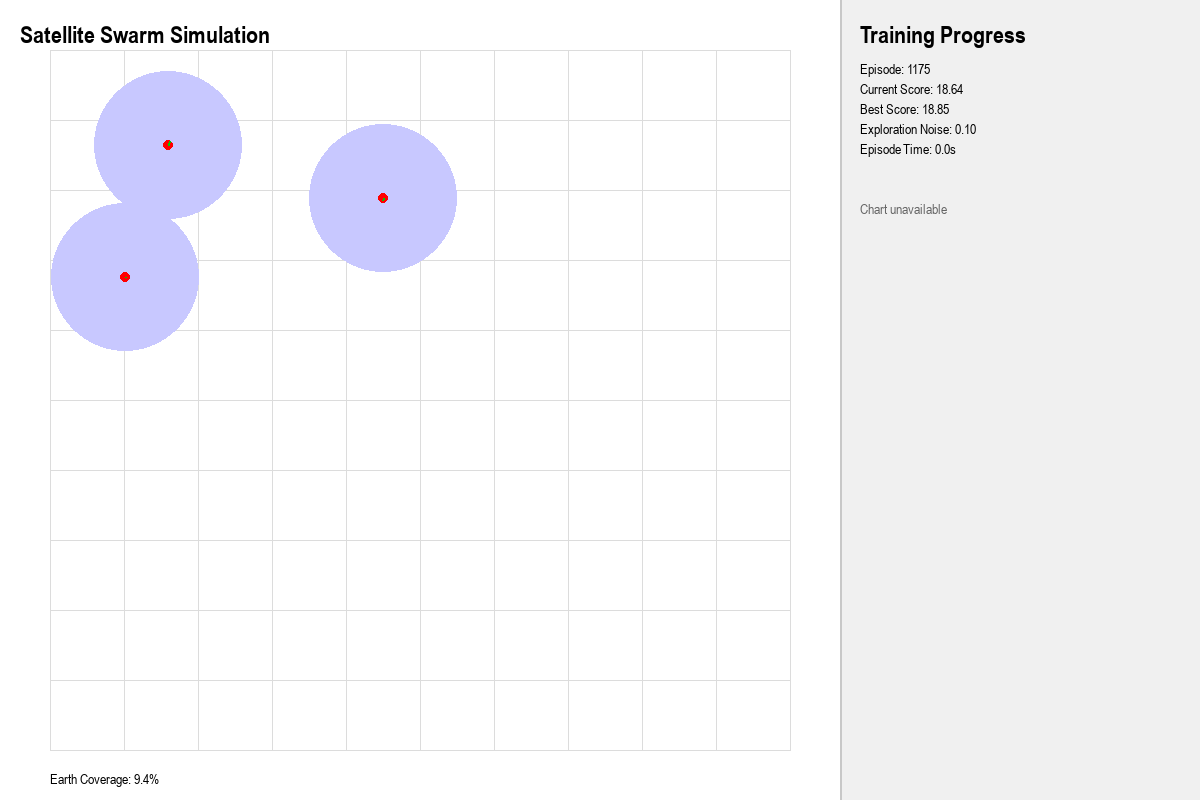 Satellite Swarm Simulation
Earth Coverage: 9.4%
Training Progress
Episode: 1175
Current Score: 18.64
Best Score: 18.85
Exploration Noise: 0.10
Episode Time: 0.0s
Chart unavailable